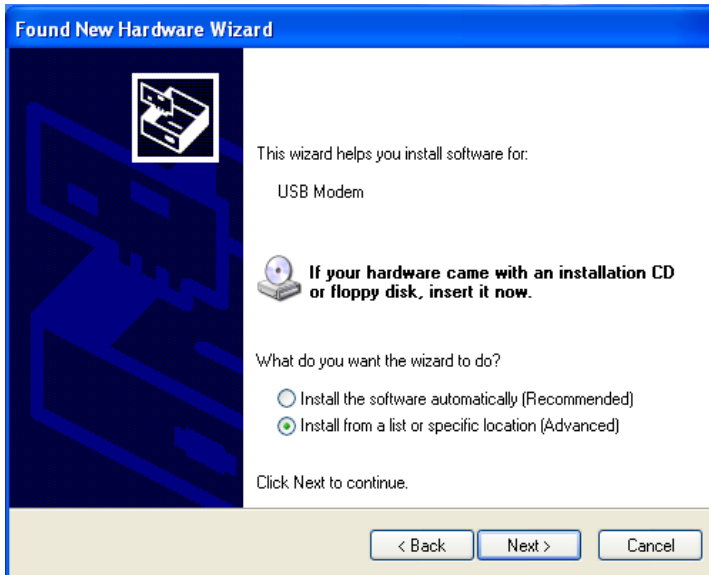 Found New Hardware Wizard
This wizard helps you install software for:
USB Modem
If your hardware came with an installation CD
or floppy disk, insert it now.
What do you want the wizard to do?
Install the software automatically (Recommended)
Install from a list or specific location (Advanced)
Click Next to continue.
< Back
Next >
Cancel